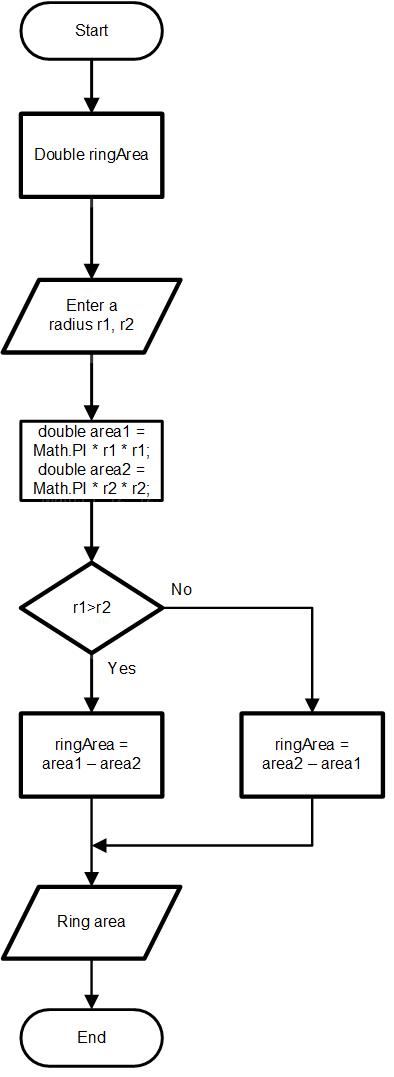 Start
Double ringArea
Enter a
radius r1, r2
double area1 =
Math.PI * r1 * r1;
double area2 =
Math.PI * r2 * r2;
r1>r2
No
Yes
ringArea =
area1 – area2
ringArea =
area2 – area1
Ring area
End